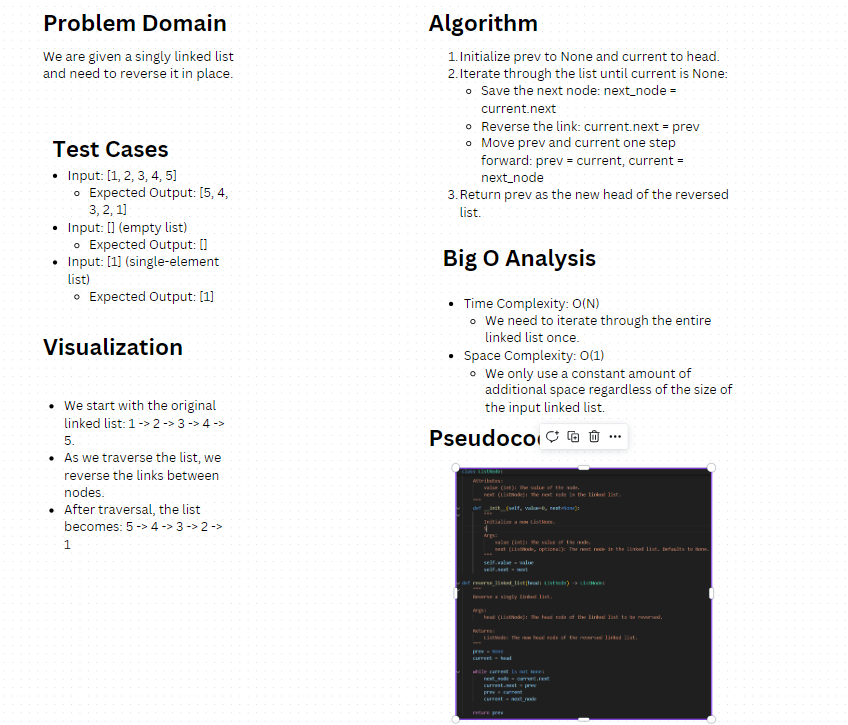 Problem Domain
We are given a singly linked list
and need to reverse it in place.
Test Cases
Input: [1, 2, 3, 4, 5]
Expected Output: [5, 4,
3, 2, 1]
Input: [] (empty list)
Expected Output: []
Input: [1] (single-element
list)
Expected Output: [1]
Visualization
We start with the original
linked list: 1 -> 2 -> 3 -> 4 ->
5.
As we traverse the list, we
reverse the links between
nodes.
After traversal, the list
becomes: 5 -> 4 -> 3 -> 2 ->
1
Algorithm
1. Initialize prev to None and current to head.
2. Iterate through the list until current is None:
Save the next node: next_node =
current.next
Reverse the link: current.next = prev
Move prev and current one step
forward: prev = current, current =
next_node
3. Return prev as the new head of the reversed
list.
Big O Analysis
Time Complexity: O(N)
We need to iterate through the entire
linked list once.
Space Complexity: O(1)
We only use a constant amount of
additional space regardless of the size of
the input linked list.
Pseudoco
class ListNode:
Attributes:
value (int): The value of the node.
next (ListNode): The next node in the linked list.
"""
def __init__(self, value=0, next=None):
"""
Initialize a new ListNode.
Args:
value (int): The value of the node.
next (ListNode, optional): The next node in the linked list. Defaults to None.
"""
self.value = value
self.next = next
def reverse_linked_list(head: ListNode) -> ListNode:
"""
Reverse a singly linked list.
Args:
head (ListNode): The head node of the linked list to be reversed.
Returns:
ListNode: The new head node of the reversed linked list.
"""
prev = None
current = head
while current is not None:
next_node = current.next
current.next = prev
prev = current
current = next_node
return prev